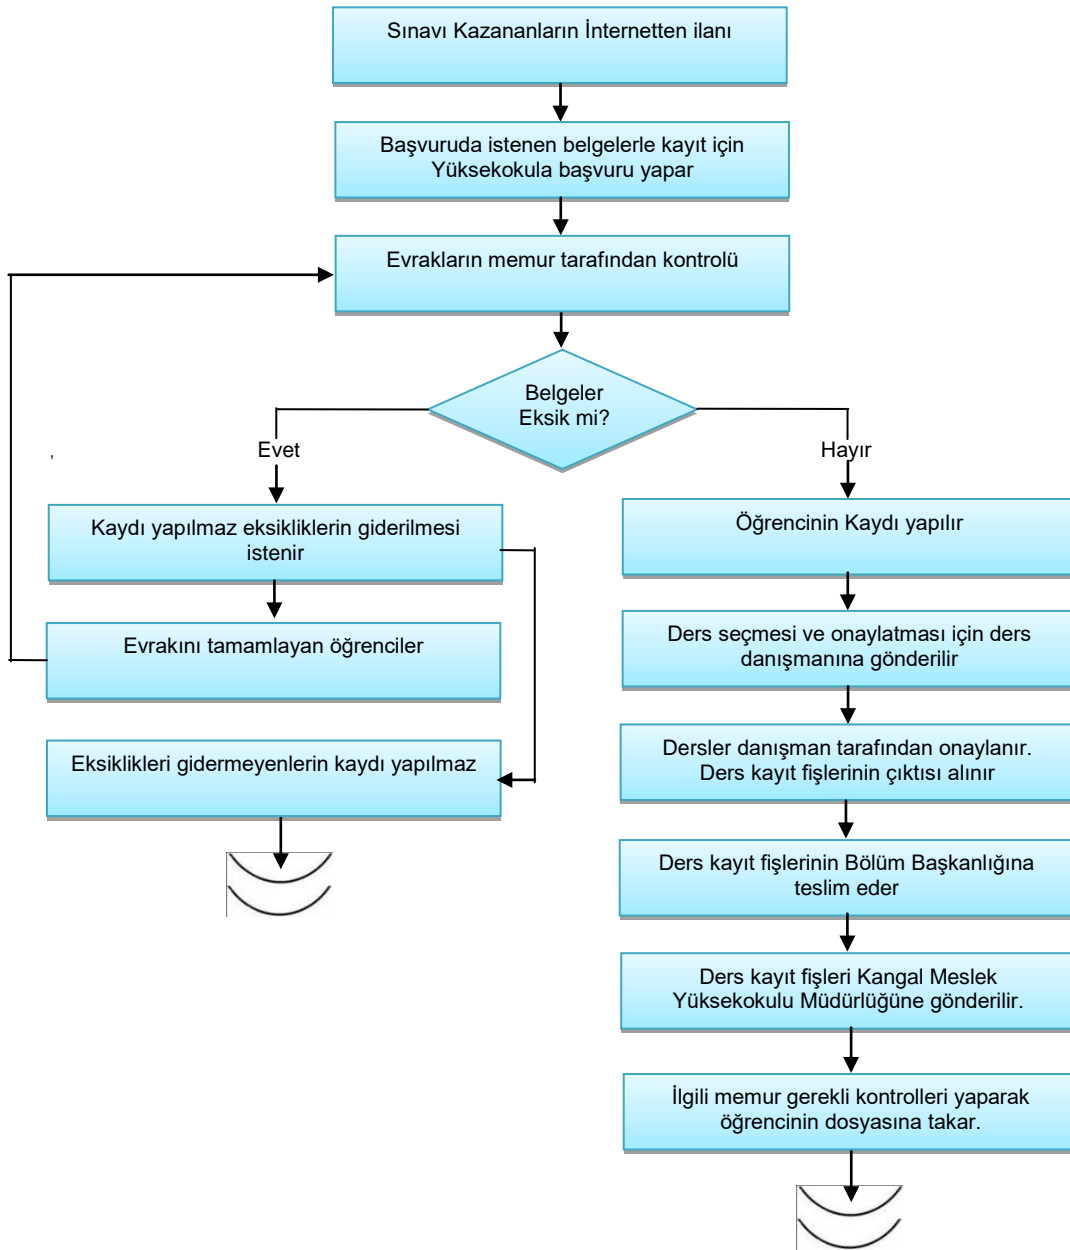 Sınavı Kazananların İnternetten ilanı
Başvuruda istenen belgelerle kayıt için
Yüksekokula başvuru yapar
Evrakların memur tarafından kontrolü
Belgeler
Eksik mi?
,
Evet
Hayır
Kaydı yapılmaz eksikliklerin giderilmesi
istenir
Evrakını tamamlayan öğrenciler
Eksiklikleri gidermeyenlerin kaydı yapılmaz
Öğrencinin Kaydı yapılır
Ders seçmesi ve onaylatması için ders
danışmanına gönderilir
Dersler danışman tarafından onaylanır.
Ders kayıt fişlerinin çıktısı alınır
Ders kayıt fişlerinin Bölüm Başkanlığına
teslim eder
Ders kayıt fişleri Kangal Meslek
Yüksekokulu Müdürlüğüne gönderilir.
İlgili memur gerekli kontrolleri yaparak
öğrencinin dosyasına takar.